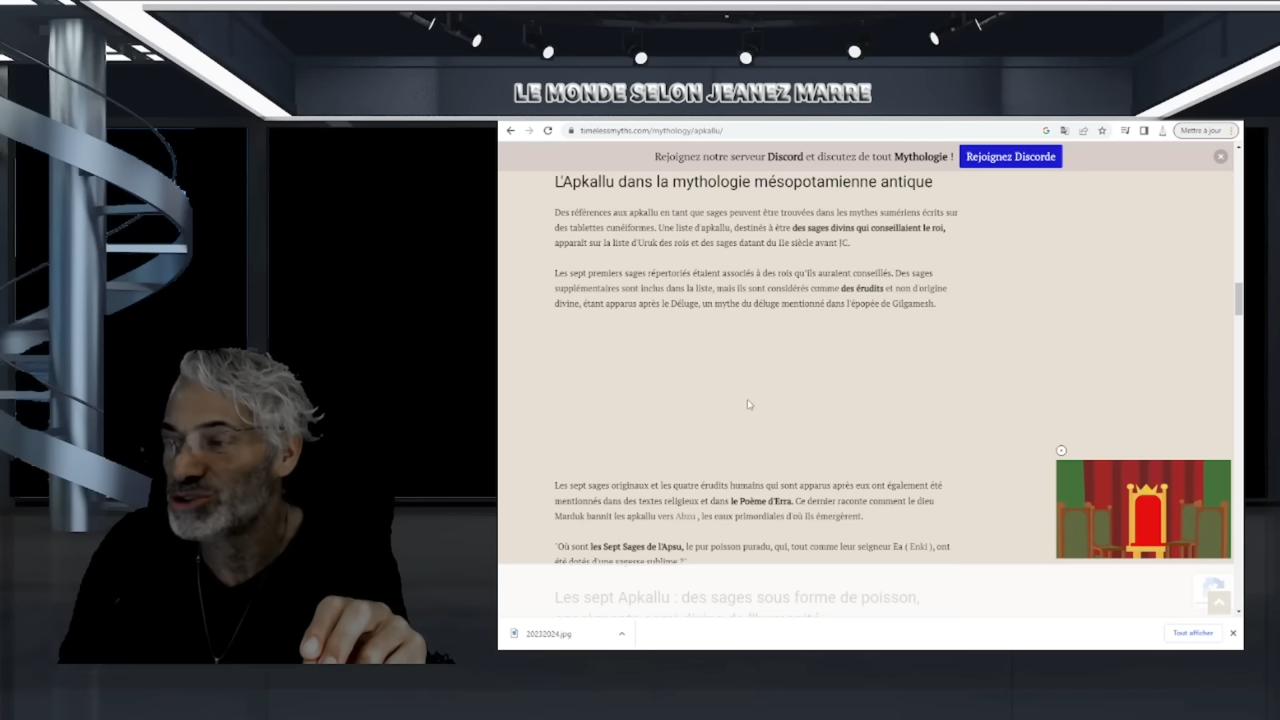 LE MONDE SELON JEANEZ MARRE
timelessmyths.com/mythology/apkallu/
Mettre à jour
Rejoignez notre serveur Discord et discutez de tout Mythologie !
Rejoignez Discorde
L'Apkallu dans la mythologie mésopotamienne antique
Des références aux apkallu en tant que sages peuvent être trouvées dans les mythes sumériens écrits sur
des tablettes cunéiformes. Une liste d'apkallu, destinés à être des sages divins qui conseillaient le roi,
apparaît sur la liste d'Uruk des rois et des sages datant du IIe siècle avant JC.
Les sept premiers sages répertoriés étaient associés à des rois qu'ils auraient conseillés. Des sages
supplémentaires sont inclus dans la liste, mais ils sont considérés comme des érudits et non d'origine
divine, étant apparus après le Déluge, un mythe du déluge mentionné dans l'épopée de Gilgamesh.
Les sept sages originaux et les quatre érudits humains qui sont apparus après eux ont également été
mentionnés dans des textes religieux et dans le Poème d'Erra. Ce dernier raconte comment le dieu
Marduk bannit les apkallu vers Abzu , les eaux primordiales d'où ils émergèrent.
"Où sont les Sept Sages de l'Apsu, le pur poisson puradu, qui, tout comme leur seigneur Ea ( Enki ), ont
été dotés d'une sagesse sublime ?"
Les sept Apkallu : des sages sous forme de poisson,
20232024.jpg
Tout afficher